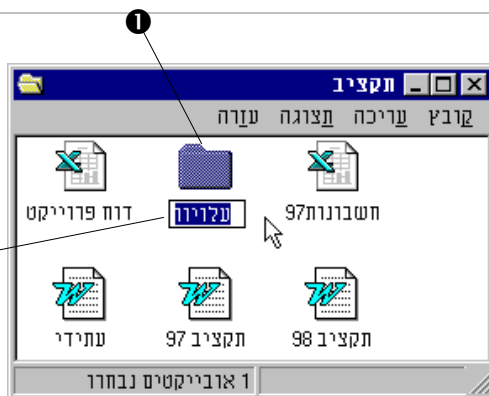 ❶
תקציב
קובץ עריכה תצוגה עזרה
חשבונות97 עלויות דוח פרוייקט
תקציב 98 תקציב 97 עתידי
1 אובייקטים נבחרו